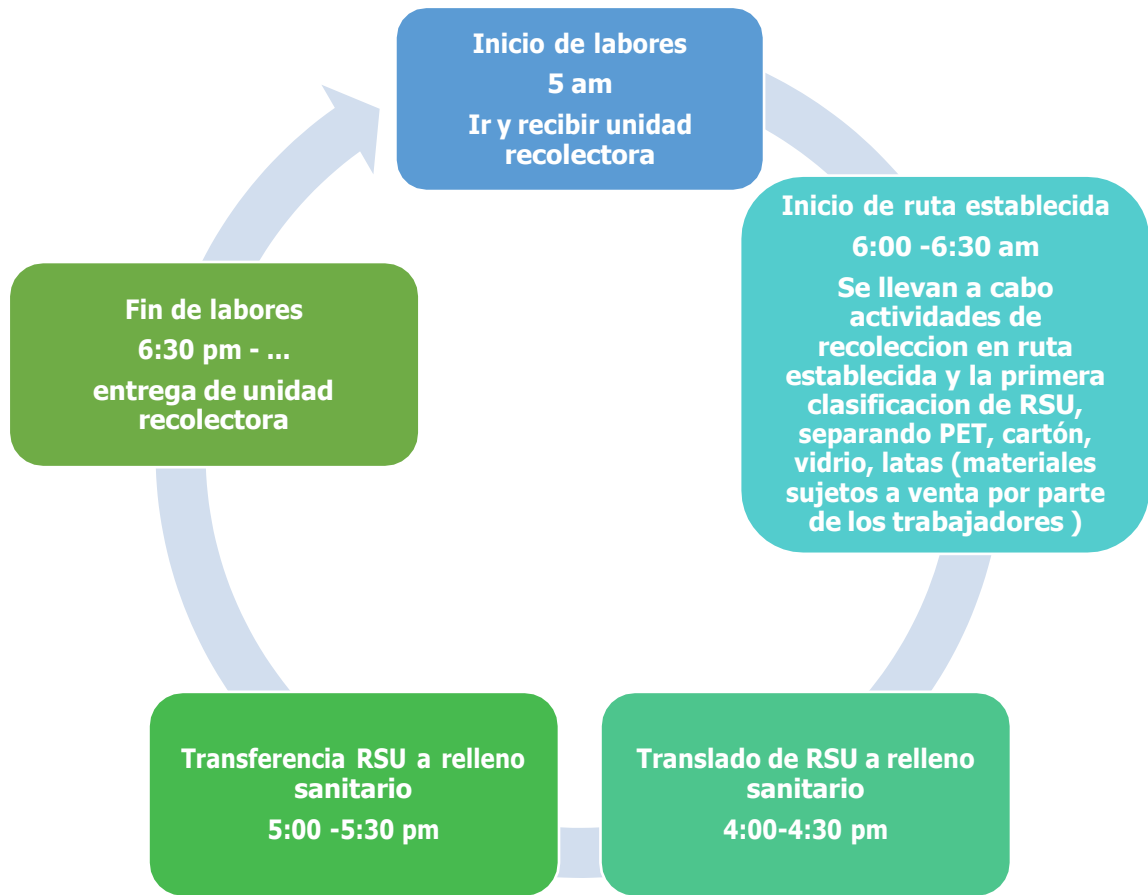 Inicio de labores
5 am
Ir y recibir unidad
recolectora
Inicio de ruta establecida
6:00 -6:30 am
Se llevan a cabo
actividades de
recoleccion en ruta
establecida y la primera
clasificacion de RSU,
separando PET, cartón,
vidrio, latas (materiales
sujetos a venta por parte
de los trabajadores )
Translado de RSU a relleno
sanitario
4:00-4:30 pm
Transferencia RSU a relleno
sanitario
5:00 -5:30 pm
Fin de labores
6:30 pm - ...
entrega de unidad
recolectora